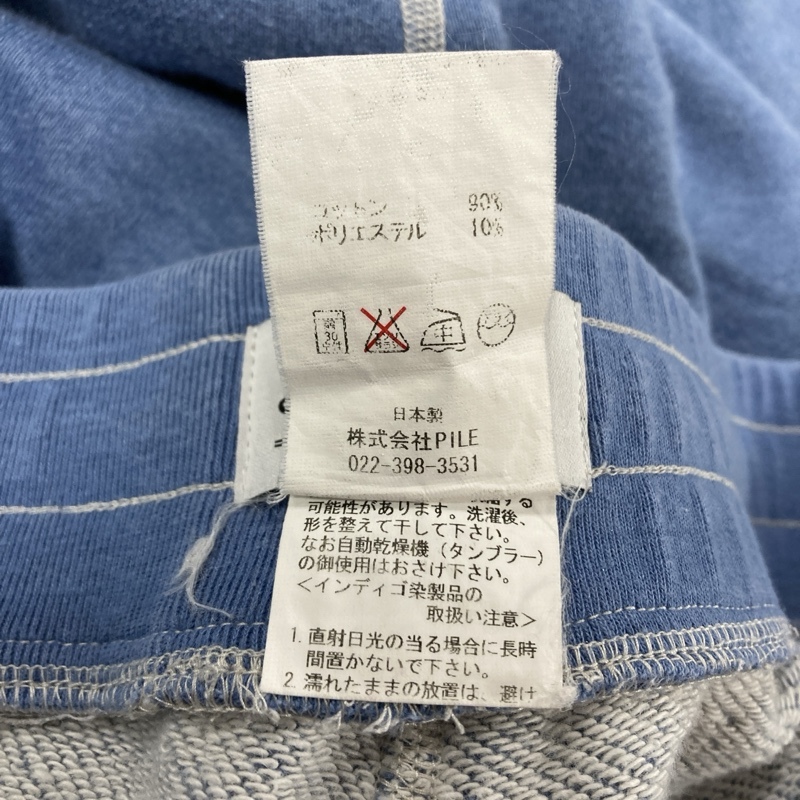 コットン 90%
ポリエステル 10%
30
日本製
株式会社PILE
022-398-3531
可能性があります。洗濯後、
形を整えて干して下さい。
なお自動乾燥機（タンブラー）
の御使用はおさけ下さい。
＜インディゴ染製品の
取扱い注意＞
1. 直射日光の当る場合に長時
間置かないで下さい。
2. 濡れたままの放置は、避け